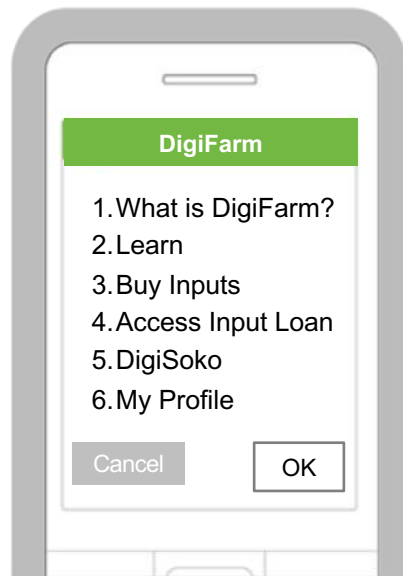 DigiFarm
1.What is DigiFarm?
2.Learn
3.Buy Inputs
4.Access Input Loan
5.DigiSoko
6.My Profile
Cancel OK